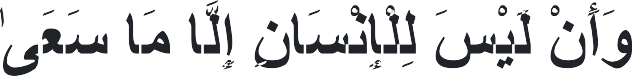 وَأَنْ لَيْسَ لِلْإِنْسَانِ إِلَّا مَا سَعَىٰ